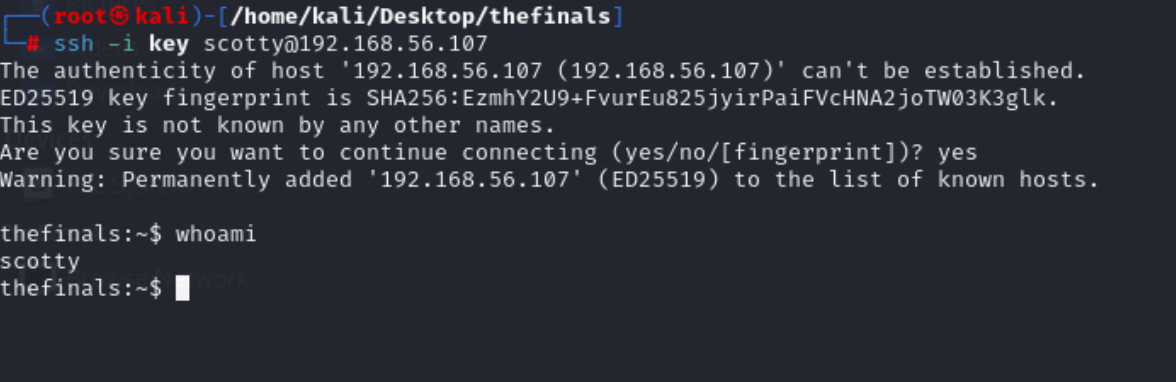 ┌──(root㉿kali)-[/home/kali/Desktop/thefinals]
└─# ssh -i key scotty@192.168.56.107
The authenticity of host '192.168.56.107 (192.168.56.107)' can't be established.
ED25519 key fingerprint is SHA256:EzmhY2U9+FvurEu825jyirPaiFVcHNA2joTW03K3glk.
This key is not known by any other names.
Are you sure you want to continue connecting (yes/no/[fingerprint])? yes
Warning: Permanently added '192.168.56.107' (ED25519) to the list of known hosts.
thefinals:~$ whoami
scotty
thefinals:~$